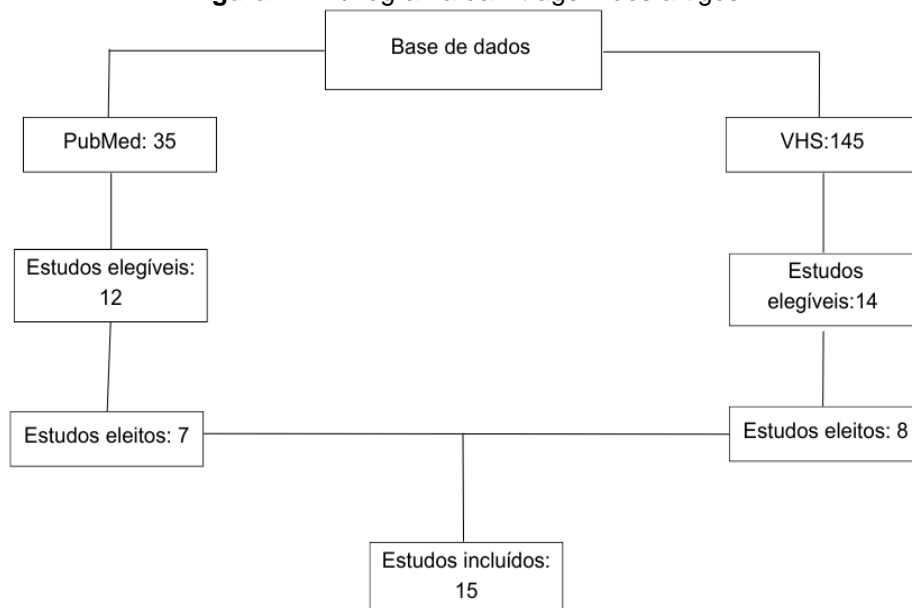 Base de dados
PubMed: 35
VHS:145
Estudos elegíveis:
12
Estudos
elegíveis:14
Estudos eleitos: 7
Estudos eleitos: 8
Estudos incluídos:
15